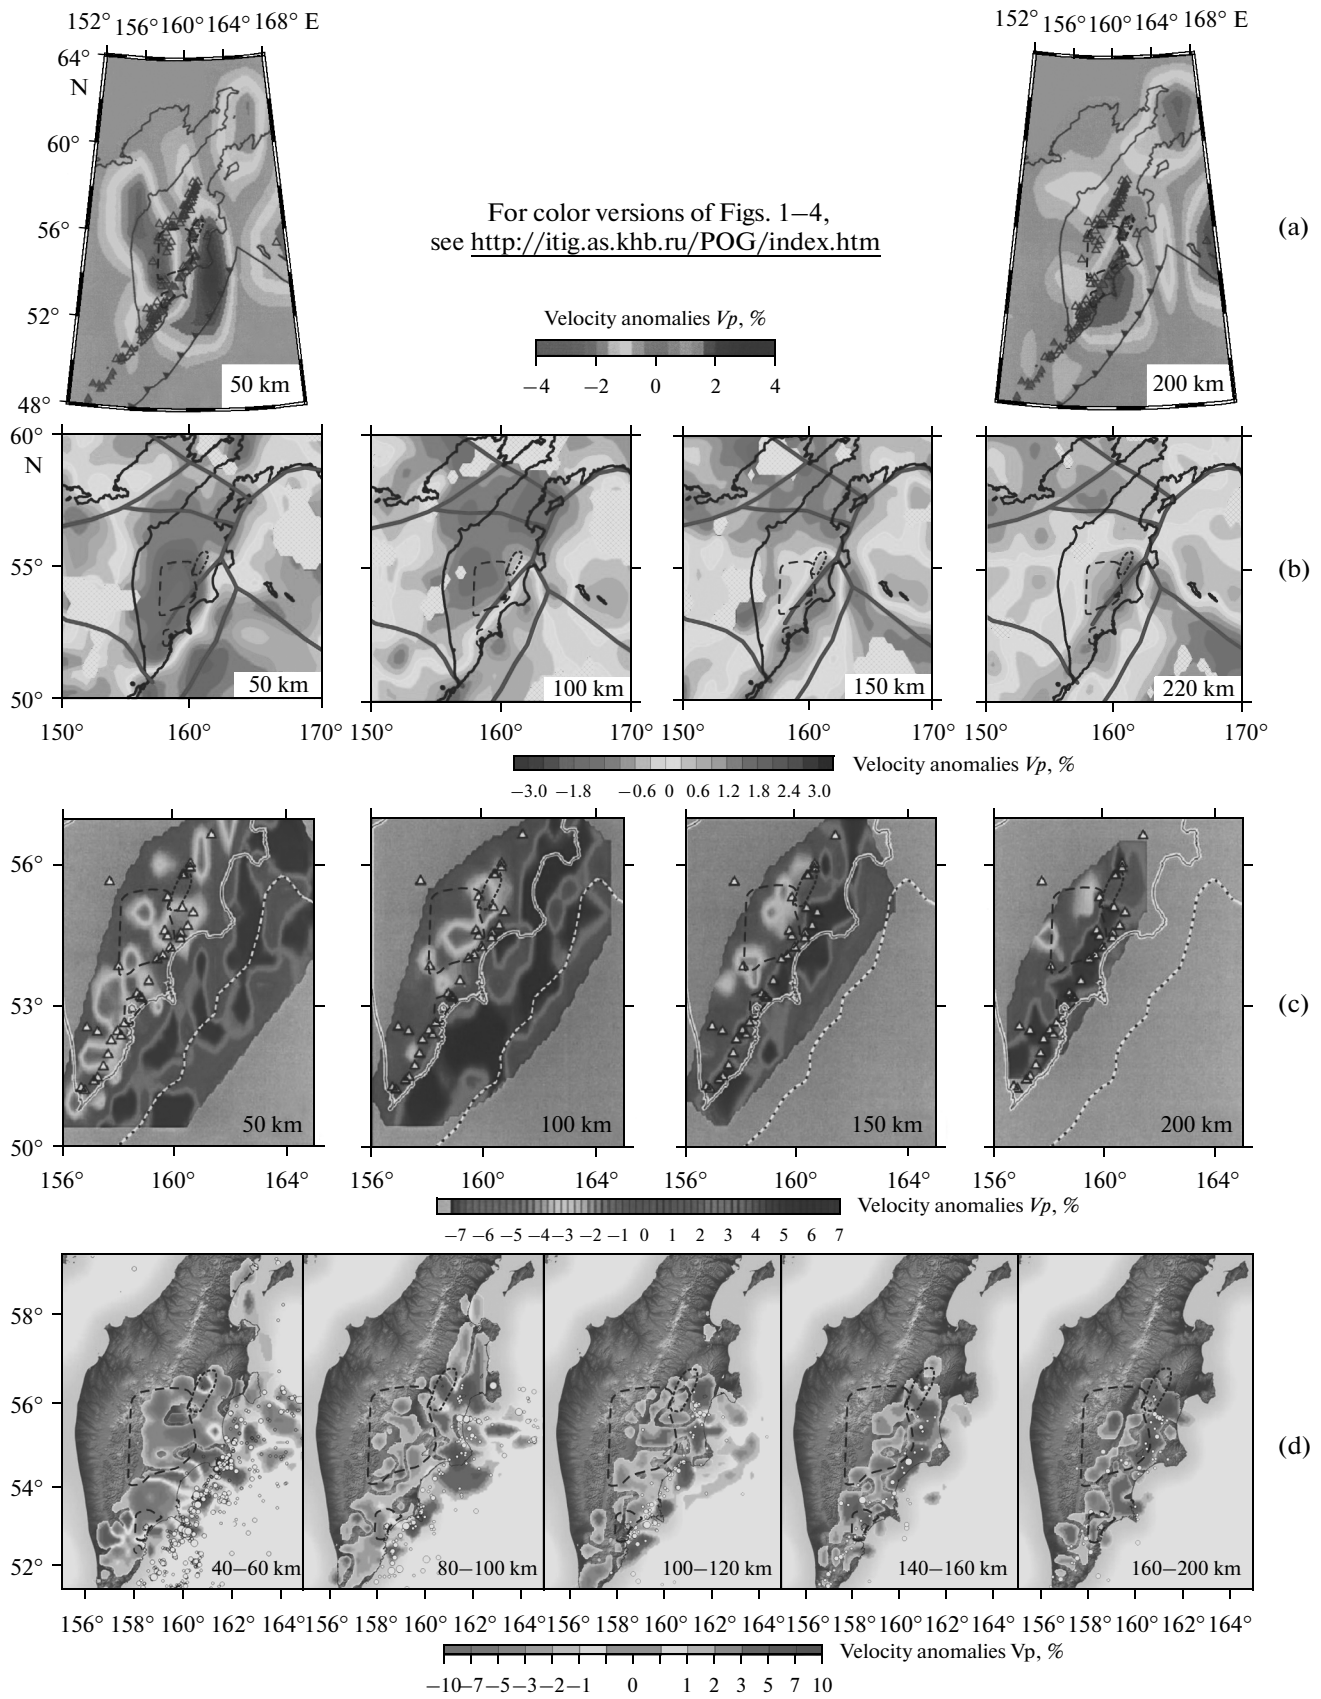 152° 156° 160° 164° 168° E
152° 156° 160° 164° 168° E
64°
N
60°
56°
52°
48°
For color versions of Figs. 1–4,
see http://itig.as.khb.ru/POG/index.htm
(a)
Velocity anomalies Vp, %
−4 −2 0 2 4
50 km
200 km
60°
N
55°
50°
(b)
50 km
100 km
150 km
220 km
150° 160° 170° 150° 160° 170°
150° 160° 170° 150° 160° 170°
Velocity anomalies Vp, %
−3.0 −1.8 −0.6 0 0.6 1.2 1.8 2.4 3.0
56°
53°
50°
(c)
50 km
100 km
150 km
200 km
156° 160° 164° 156° 160° 164° 156° 160° 164° 156° 160° 164°
Velocity anomalies Vp, %
−7 −6 −5 −4 −3 −2 −1 0 1 2 3 4 5 6 7
58°
56°
54°
52°
(d)
40–60 km
80–100 km
100–120 km
140–160 km
160–200 km
156° 158° 160° 162° 164° 156° 158° 160° 162° 156° 158° 160° 162° 164° 156° 158° 160° 162° 156° 158° 160° 162° 164°
Velocity anomalies Vp, %
−10 −7 −5 −3 −2 −1 0 1 2 3 5 7 10